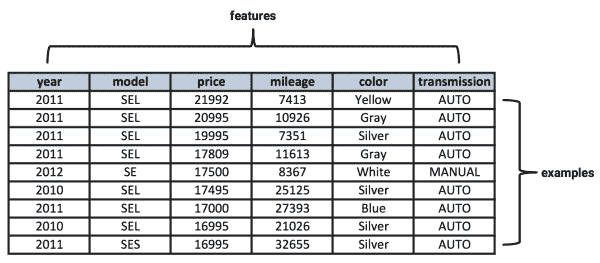 features
year model price mileage color transmission
2011 SEL 21992 7413 Yellow AUTO
2011 SEL 20995 10926 Gray AUTO
2011 SEL 19995 7351 Silver AUTO
2011 SEL 17809 11613 Gray AUTO
2012 SE 17500 8367 White MANUAL
2010 SEL 17495 25125 Silver AUTO
2011 SEL 17000 27393 Blue AUTO
2010 SEL 16995 21026 Silver AUTO
2011 SES 16995 32655 Silver AUTO
examples